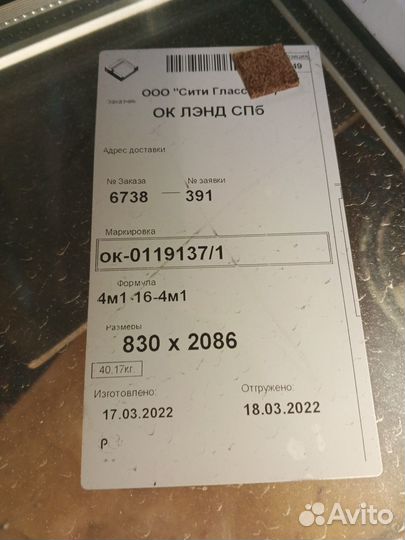 49
ООО "Сити Гласс
Заказчик
ОК ЛЭНД СПб
Адрес доставки
№ Заказа № заявки
6738 — 391
Маркировка
ок-0119137/1
Формула
4м1-16-4м1
Размеры
830 x 2086
40,17кг.
Изготовлено: Отгружено:
17.03.2022 18.03.2022
Avito